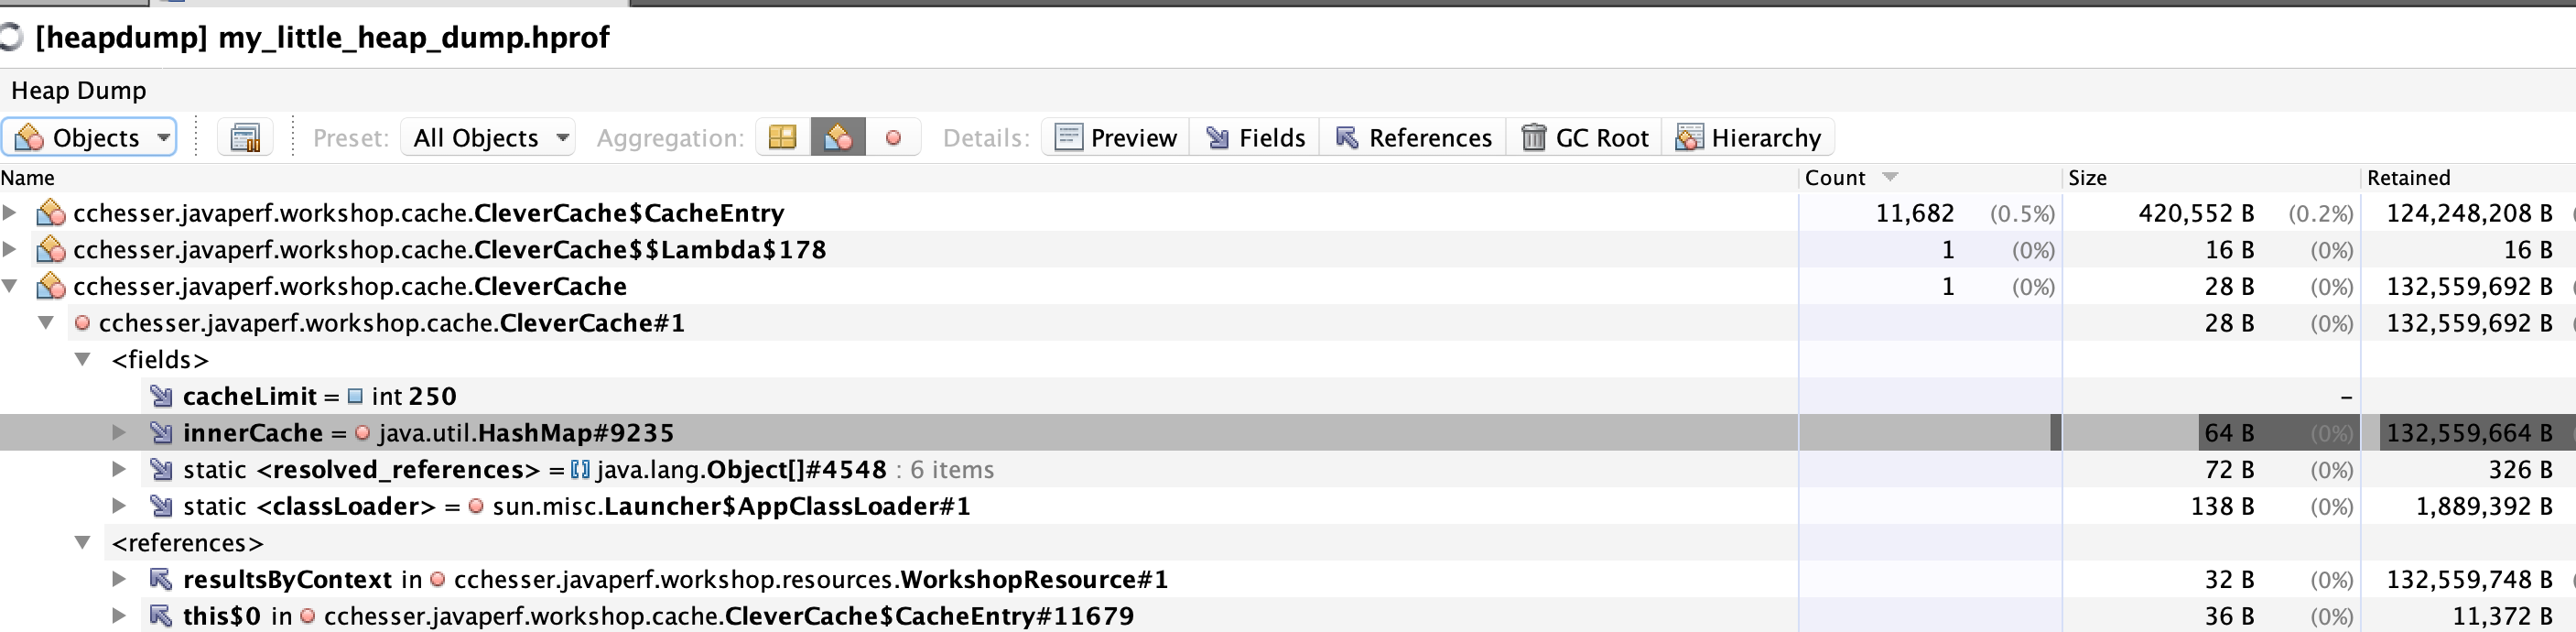 [heapdump] my_little_heap_dump.hprof
Heap Dump
Objects Preset: All Objects Aggregation: Details: Preview Fields References GC Root Hierarchy
Name Count Size Retained
cchesser.javaperf.workshop.cache.CleverCache$CacheEntry 11,682 (0.5%) 420,552 B (0.2%) 124,248,208 B
cchesser.javaperf.workshop.cache.CleverCache$$Lambda$178 1 (0%) 16 B (0%) 16 B
cchesser.javaperf.workshop.cache.CleverCache 1 (0%) 28 B (0%) 132,559,692 B
cchesser.javaperf.workshop.cache.CleverCache#1 28 B (0%) 132,559,692 B
<fields>
cacheLimit = int 250 –
innerCache = java.util.HashMap#9235 64 B (0%) 132,559,664 B
static <resolved_references> = java.lang.Object[]#4548 : 6 items 72 B (0%) 326 B
static <classLoader> = sun.misc.Launcher$AppClassLoader#1 138 B (0%) 1,889,392 B
<references>
resultsByContext in cchesser.javaperf.workshop.resources.WorkshopResource#1 32 B (0%) 132,559,748 B
this$0 in cchesser.javaperf.workshop.cache.CleverCache$CacheEntry#11679 36 B (0%) 11,372 B